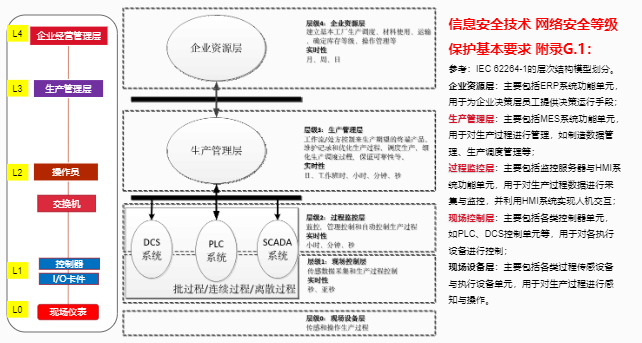 L4
企业经营管理层
L3
生产管理层
L2
操作员
交换机
L1
控制器
I/O卡件
L0
现场仪表
企业资源层
生产管理层
DCS
系统
PLC
系统
SCADA
系统
批过程/连续过程/离散过程
层级4：企业资源层
建立基本工厂生产调度、材料使用、运输
、确定库存等级、操作管理等
实时性
月、周、日
层级3：生产管理层
工作流/处方控制来生产期望的终端产品。
维护记录和优化生产过程，调度生产、细
化生产调度过程、保证可靠性等。
实时性
日、工作班时、小时、分钟、秒
层级2：过程监控层
监控，管理控制和自动控制生产过程
实时性
小时、分钟、秒
层级1：现场控制层
传感数据采集和生产过程控制
实时性
秒、亚秒
层级0：现场设备层
传感和操作生产过程
信息安全技术 网络安全等级
保护基本要求 附录G.1：
参考：IEC 62264-1的层次结构模型划分。
企业资源层：主要包括ERP系统功能单元，
用于为企业决策层员工提供决策运行手段；
生产管理层：主要包括MES系统功能单元，
用于对生产过程进行管理，如制造数据管
理、生产调度管理等；
过程监控层：主要包括监控服务器与HMI系
统功能单元，用于对生产过程数据进行采
集与监控，并利用HMI系统实现人机交互；
现场控制层：主要包括各类控制器单元，
如PLC、DCS控制单元等，用于对各执行
设备进行控制；
现场设备层：主要包括各类过程传感设备
与执行设备单元，用于对生产过程进行感
知与操作。